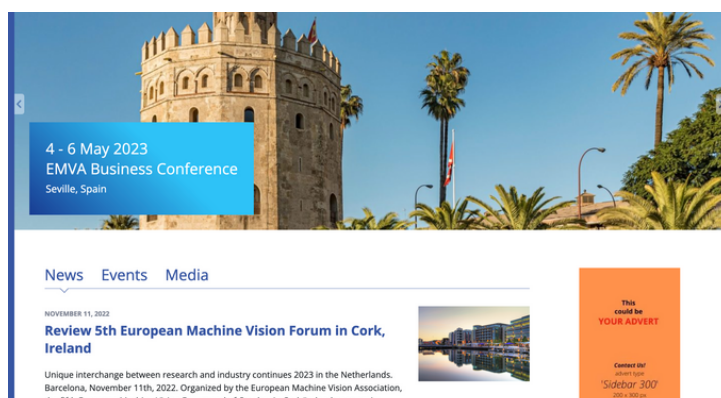 4 - 6 May 2023
EMVA Business Conference
Seville, Spain
News Events Media
NOVEMBER 11, 2022
Review 5th European Machine Vision Forum in Cork,
Ireland
Unique interchange between research and industry continues 2023 in the Netherlands.
Barcelona, November 11th, 2022. Organized by the European Machine Vision Association,
This
could be
YOUR ADVERT
Contact Us!
advert type
'Sidebar 300'
200 x 300 px